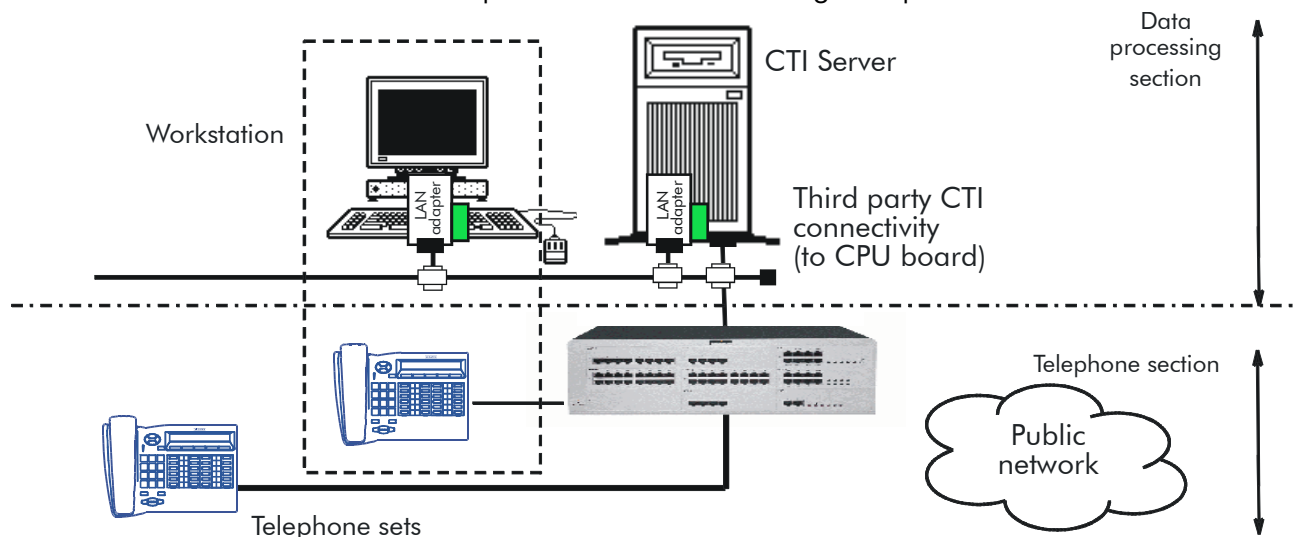 Data
processing
section
CTI Server
Workstation
LAN
adapter
LAN
adapter
Third party CTI
connectivity
(to CPU board)
Telephone section
Public
network
Telephone sets